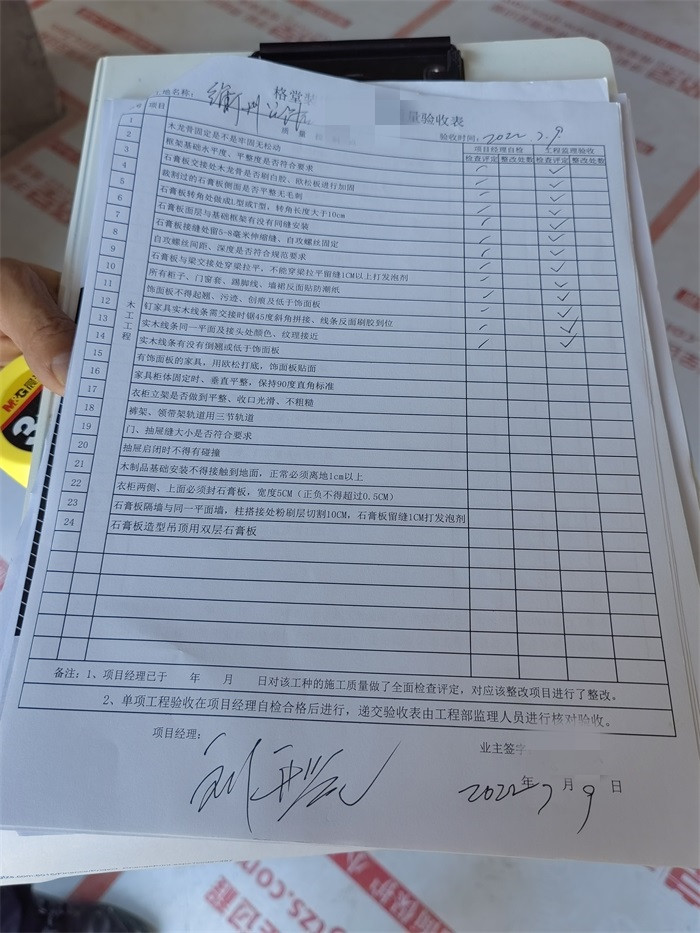 工地名称：
格堂
量验收表
质 量
验收时间：2022 7.9
项目
项目经理自检 工程监理验收
检查评定 整改处数 检查评定 整改处数
木工工程
1 木龙骨固定是不是牢固无松动
2 框架基础水平度、平整度是否符合要求
3 石膏板交接处木龙骨是否刷白胶、欧松板进行加固
4 裁割过的石膏板侧面是否平整无毛刺
5 石膏板转角处做成L型或T型，转角长度大于10cm
6 石膏板面层与基础框架有没有同缝安装
7 石膏板接缝处留5-8毫米伸缩缝、自攻螺丝固定
8 自攻螺丝间距、深度是否符合规范要求
9 石膏板与梁交接处穿梁拉平，不能穿梁拉平留缝1CM以上打发泡剂
10 所有柜子、门窗套、踢脚线、墙裙反面贴防潮纸
11 饰面板不得起翘、污迹、创痕及低于饰面板
12 钉家具实木线条需交接时锯45度斜角拼接、线条反面刷胶到位
13 实木线条同一平面及接头处颜色、纹理接近
14 实木线条有没有倒翘或低于饰面板
15 有饰面板的家具，用欧松打底，饰面板贴面
16 家具柜体固定时、垂直平整，保持90度直角标准
17 衣柜立架是否做到平整、收口光滑、不粗糙
18 裤架、领带架轨道用三节轨道
19 门、抽屉缝大小是否符合要求
20 抽屉启闭时不得有碰撞
21 木制品基础安装不得接触到地面，正常必须离地1cm以上
22 衣柜两侧、上面必须封石膏板，宽度5CM（正负不得超过0.5CM）
23 石膏板隔墙与同一平面墙，柱搭接处粉刷层切割10CM，石膏板留缝1CM打发泡剂
24 石膏板造型吊顶用双层石膏板
备注：1、项目经理已于 年 月 日对该工种的施工质量做了全面检查评定，对应该整改项目进行了整改。
2、单项工程验收在项目经理自检合格后进行，递交验收表由工程部监理人员进行核对验收。
项目经理：
业主签字
2022年7月9日
M&G
3